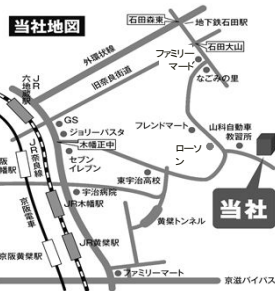 当社地図
石田森東
地下鉄石田駅
石田大山
外環状線
ファミリー
マート
旧奈良街道
なごみの里
JR
六地蔵駅
GS
ジョリーパスタ
フレンドマート
山科自動車
教習所
木幡正中
セブン
イレブン
ローソン
JR奈良線
東宇治高校
宇治病院
JR木幡駅
当社
京阪電車
黄檗トンネル
JR黄檗駅
京阪黄檗駅
ファミリーマート
京滋バイパス